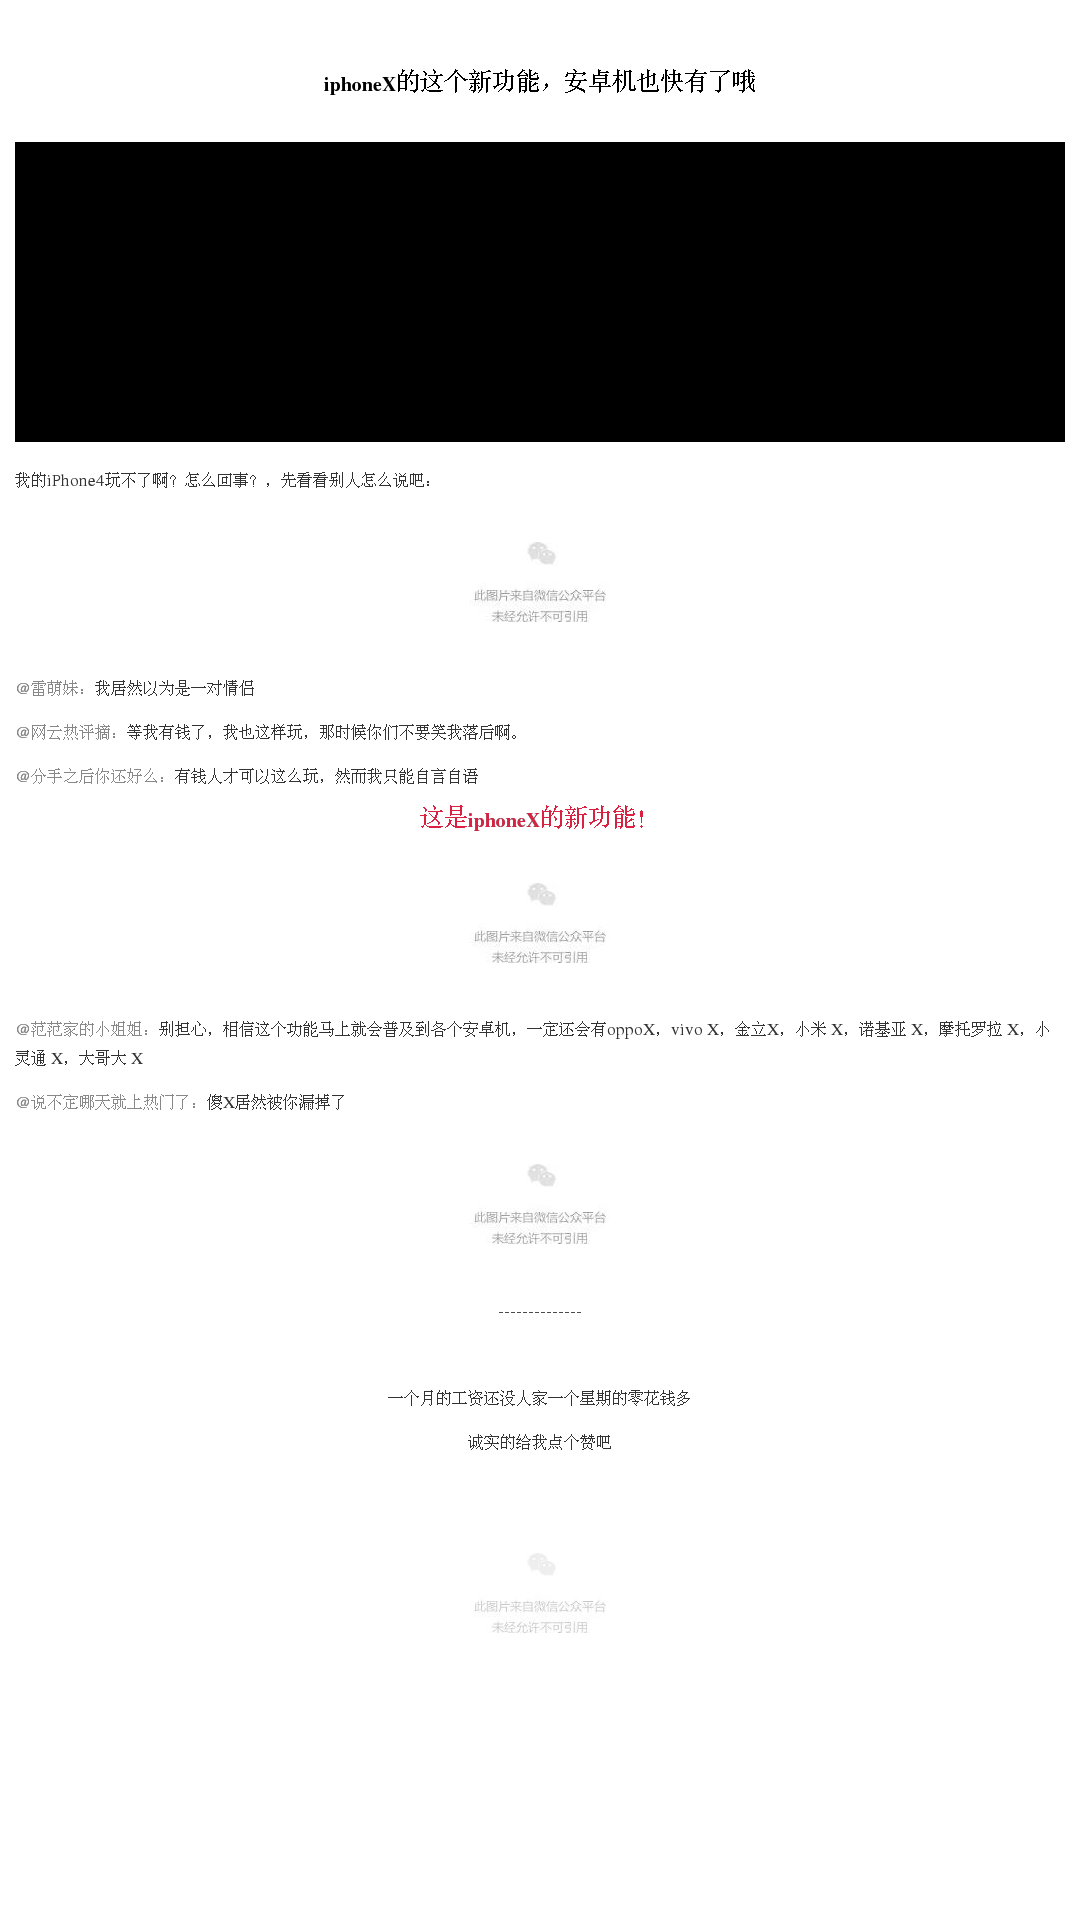 iphoneX的这个新功能，安卓机也快有了哦
我的iPhone4玩不了啊？怎么回事？，先看看别人怎么说吧：
此图片来自微信公众平台
未经允许不可引用
@雷萌妹：我居然以为是一对情侣
@网云热评摘：等我有钱了，我也这样玩，那时候你们不要笑我落后啊。
@分手之后你还好么：有钱人才可以这么玩，然而我只能自言自语
这是iphoneX的新功能！
此图片来自微信公众平台
未经允许不可引用
@范范家的小姐姐：别担心，相信这个功能马上就会普及到各个安卓机，一定还会有oppoX，vivo X，金立X，小米 X，诺基亚 X，摩托罗拉 X，小
灵通 X，大哥大 X
@说不定哪天就上热门了：傻X居然被你漏掉了
此图片来自微信公众平台
未经允许不可引用
--------------
一个月的工资还没人家一个星期的零花钱多
诚实的给我点个赞吧
此图片来自微信公众平台
未经允许不可引用